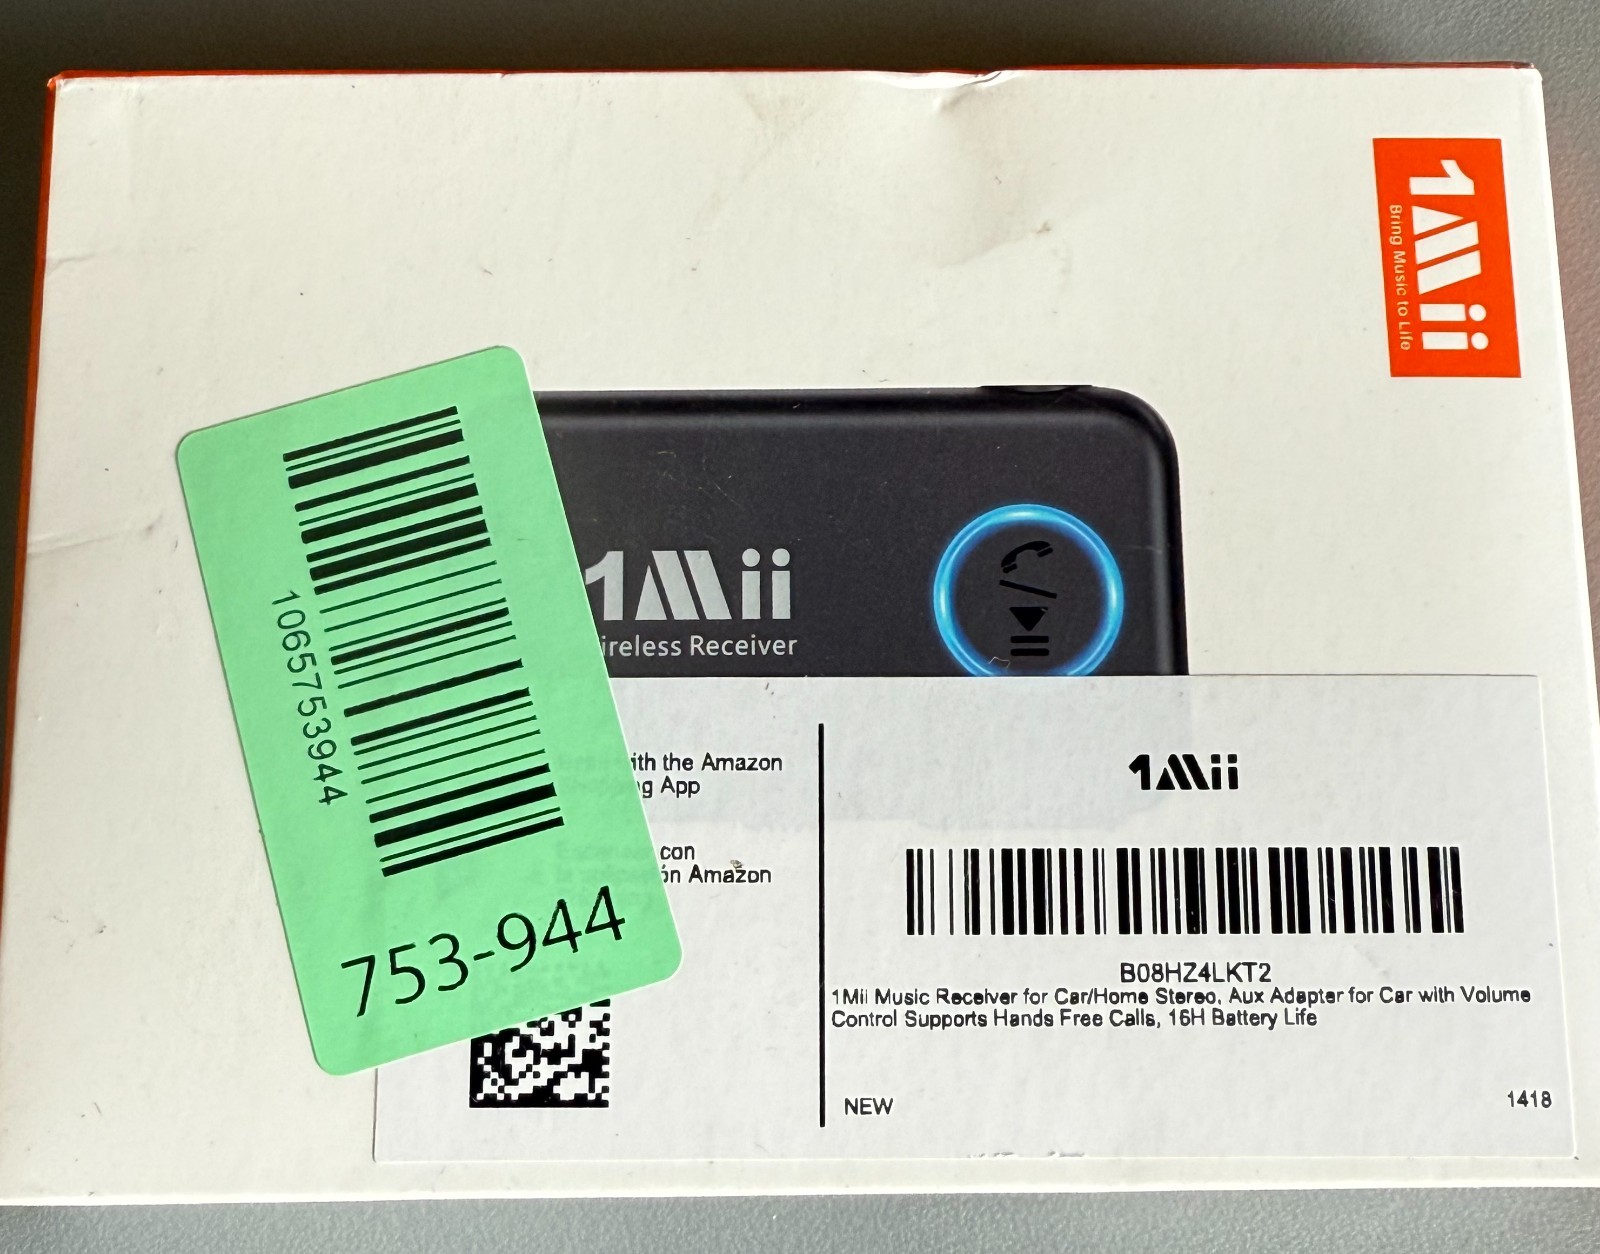 1Mii
Bring Music to Life
1Mii
ireless Receiver
1065753944
753-944
ith the Amazon
g App
con
ón Amazon
1Mii
B08HZ4LKT2
1Mii Music Receiver for Car/Home Stereo, Aux Adapter for Car with Volume
Control Supports Hands Free Calls, 16H Battery Life
NEW
1418